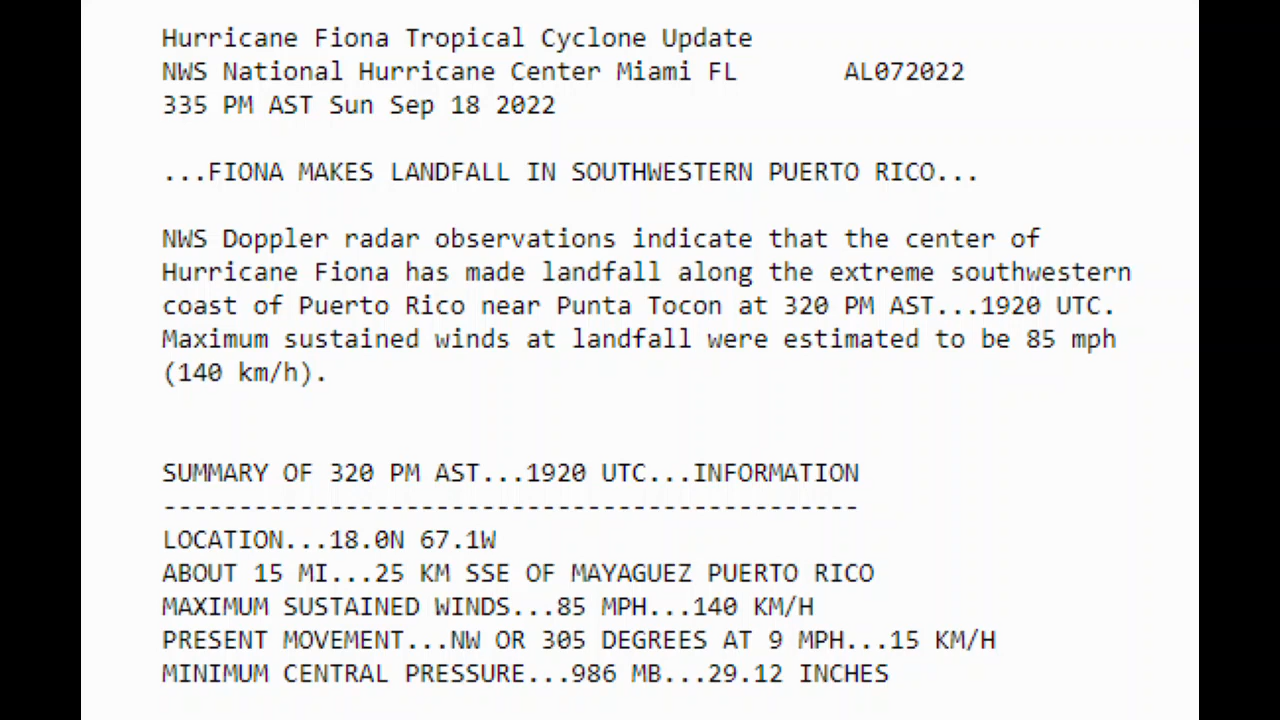 Hurricane Fiona Tropical Cyclone Update
NWS National Hurricane Center Miami FL       AL072022
335 PM AST Sun Sep 18 2022
...FIONA MAKES LANDFALL IN SOUTHWESTERN PUERTO RICO...
NWS Doppler radar observations indicate that the center of
Hurricane Fiona has made landfall along the extreme southwestern
coast of Puerto Rico near Punta Tocon at 320 PM AST...1920 UTC.
Maximum sustained winds at landfall were estimated to be 85 mph
(140 km/h).
SUMMARY OF 320 PM AST...1920 UTC...INFORMATION
----------------------------------------------
LOCATION...18.0N 67.1W
ABOUT 15 MI...25 KM SSE OF MAYAGUEZ PUERTO RICO
MAXIMUM SUSTAINED WINDS...85 MPH...140 KM/H
PRESENT MOVEMENT...NW OR 305 DEGREES AT 9 MPH...15 KM/H
MINIMUM CENTRAL PRESSURE...986 MB...29.12 INCHES